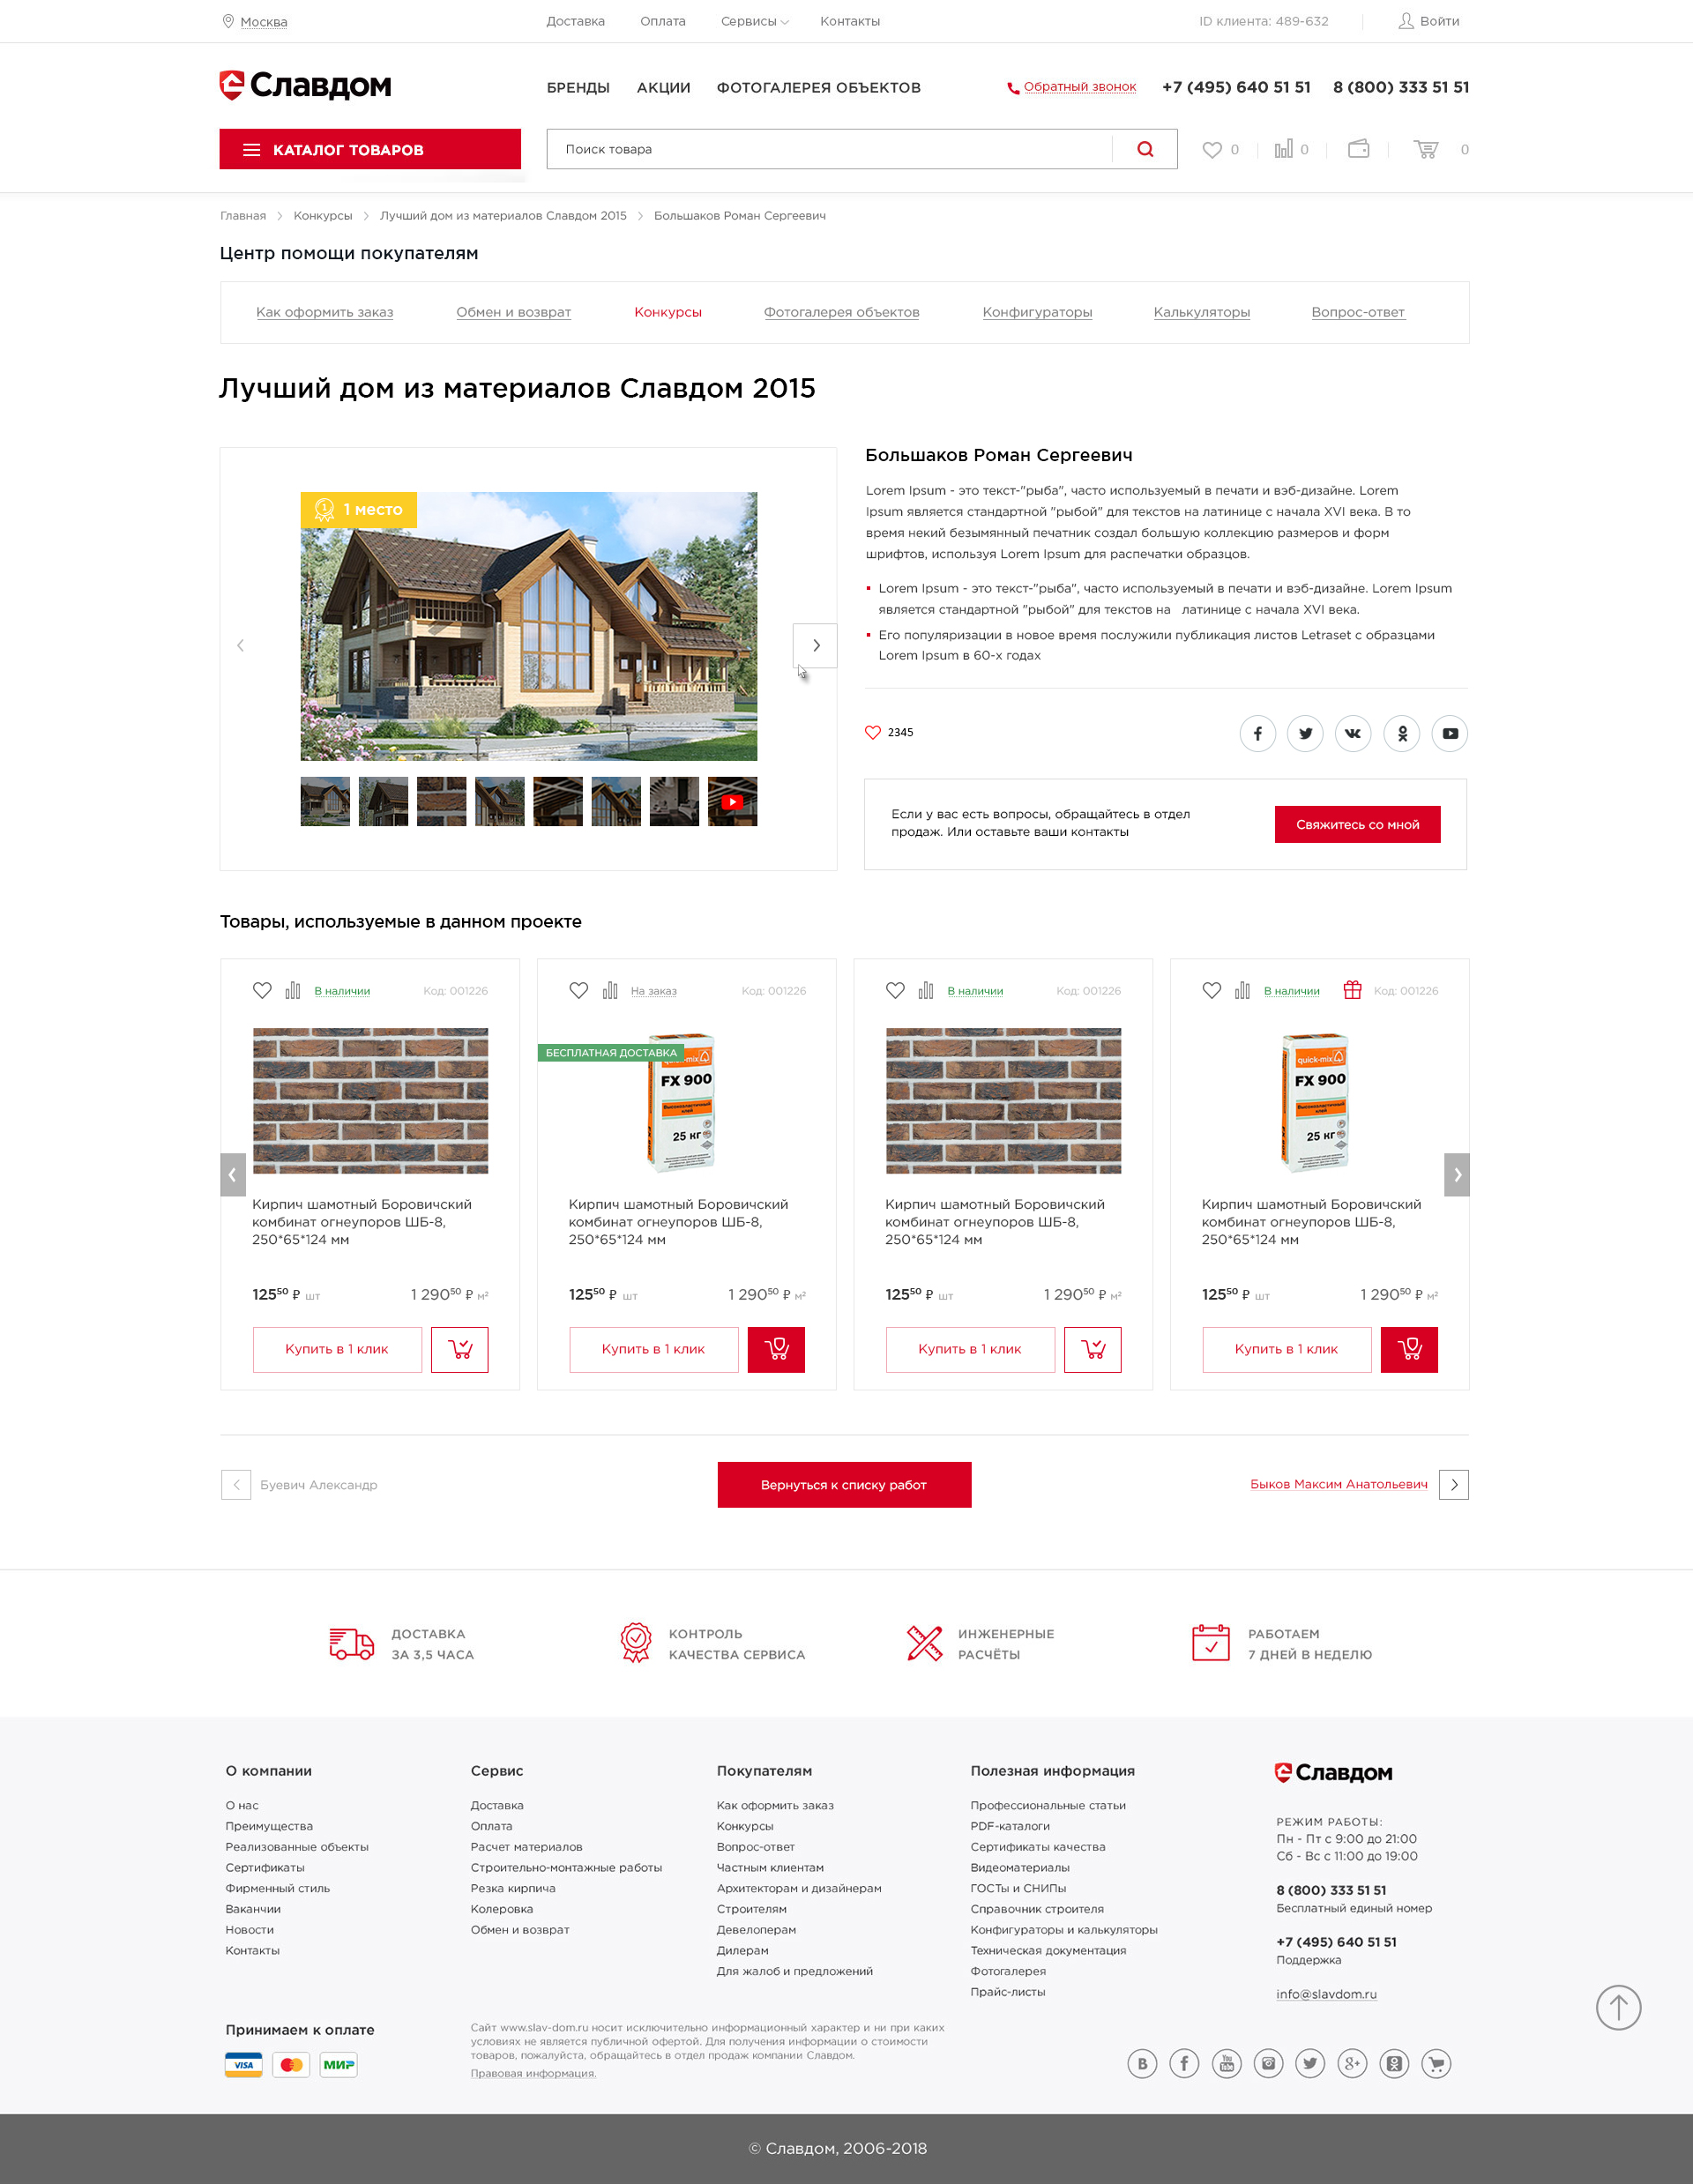 Москва
Доставка Оплата Сервисы Контакты
ID клиента: 489-632
Войти
Славдом
БРЕНДЫ АКЦИИ ФОТОГАЛЕРЕЯ ОБЪЕКТОВ
Обратный звонок
+7 (495) 640 51 51 8 (800) 333 51 51
КАТАЛОГ ТОВАРОВ
Поиск товара
0 0 0
Главная Конкурсы Лучший дом из материалов Славдом 2015 Большаков Роман Сергеевич
Центр помощи покупателям
Как оформить заказ Обмен и возврат Конкурсы Фотогалерея объектов Конфигураторы Калькуляторы Вопрос-ответ
Лучший дом из материалов Славдом 2015
1 место
Большаков Роман Сергеевич
Lorem Ipsum - это текст-"рыба", часто используемый в печати и вэб-дизайне. Lorem
Ipsum является стандартной "рыбой" для текстов на латинице с начала XVI века. В то
время некий безымянный печатник создал большую коллекцию размеров и форм
шрифтов, используя Lorem Ipsum для распечатки образцов.
Lorem Ipsum - это текст-"рыба", часто используемый в печати и вэб-дизайне. Lorem Ipsum
является стандартной "рыбой" для текстов на латинице с начала XVI века.
Его популяризации в новое время послужили публикация листов Letraset с образцами
Lorem Ipsum в 60-х годах
2345
Если у вас есть вопросы, обращайтесь в отдел
продаж. Или оставьте ваши контакты
Свяжитесь со мной
Товары, используемые в данном проекте
В наличии Код: 001226
Кирпич шамотный Боровичский
комбинат огнеупоров ШБ-8,
250*65*124 мм
125⁵⁰ ₽ шт 1 290⁵⁰ ₽ м²
Купить в 1 клик
На заказ Код: 001226
БЕСПЛАТНАЯ ДОСТАВКА
quick-mix
FX 900
Высокоэластичный
клей
25 кг
Кирпич шамотный Боровичский
комбинат огнеупоров ШБ-8,
250*65*124 мм
125⁵⁰ ₽ шт 1 290⁵⁰ ₽ м²
Купить в 1 клик
В наличии Код: 001226
Кирпич шамотный Боровичский
комбинат огнеупоров ШБ-8,
250*65*124 мм
125⁵⁰ ₽ шт 1 290⁵⁰ ₽ м²
Купить в 1 клик
В наличии Код: 001226
quick-mix
FX 900
Высокоэластичный
клей
25 кг
Кирпич шамотный Боровичский
комбинат огнеупоров ШБ-8,
250*65*124 мм
125⁵⁰ ₽ шт 1 290⁵⁰ ₽ м²
Купить в 1 клик
Буевич Александр
Вернуться к списку работ
Быков Максим Анатольевич
ДОСТАВКА
ЗА 3,5 ЧАСА
КОНТРОЛЬ
КАЧЕСТВА СЕРВИСА
ИНЖЕНЕРНЫЕ
РАСЧЁТЫ
РАБОТАЕМ
7 ДНЕЙ В НЕДЕЛЮ
О компании
О нас
Преимущества
Реализованные объекты
Сертификаты
Фирменный стиль
Вакансии
Новости
Контакты
Сервис
Доставка
Оплата
Расчет материалов
Строительно-монтажные работы
Резка кирпича
Колеровка
Обмен и возврат
Покупателям
Как оформить заказ
Конкурсы
Вопрос-ответ
Частным клиентам
Архитекторам и дизайнерам
Строителям
Девелоперам
Дилерам
Для жалоб и предложений
Полезная информация
Профессиональные статьи
PDF-каталоги
Сертификаты качества
Видеоматериалы
ГОСТы и СНИПы
Справочник строителя
Конфигураторы и калькуляторы
Техническая документация
Фотогалерея
Прайс-листы
Славдом
РЕЖИМ РАБОТЫ:
Пн - Пт с 9:00 до 21:00
Сб - Вс с 11:00 до 19:00
8 (800) 333 51 51
Бесплатный единый номер
+7 (495) 640 51 51
Поддержка
info@slavdom.ru
Принимаем к оплате
VISA MasterCard МИР
Сайт www.slav-dom.ru носит исключительно информационный характер и ни при каких
условиях не является публичной офертой. Для получения информации о стоимости
товаров, пожалуйста, обращайтесь в отдел продаж компании Славдом.
Правовая информация.
You Tube
© Славдом, 2006-2018